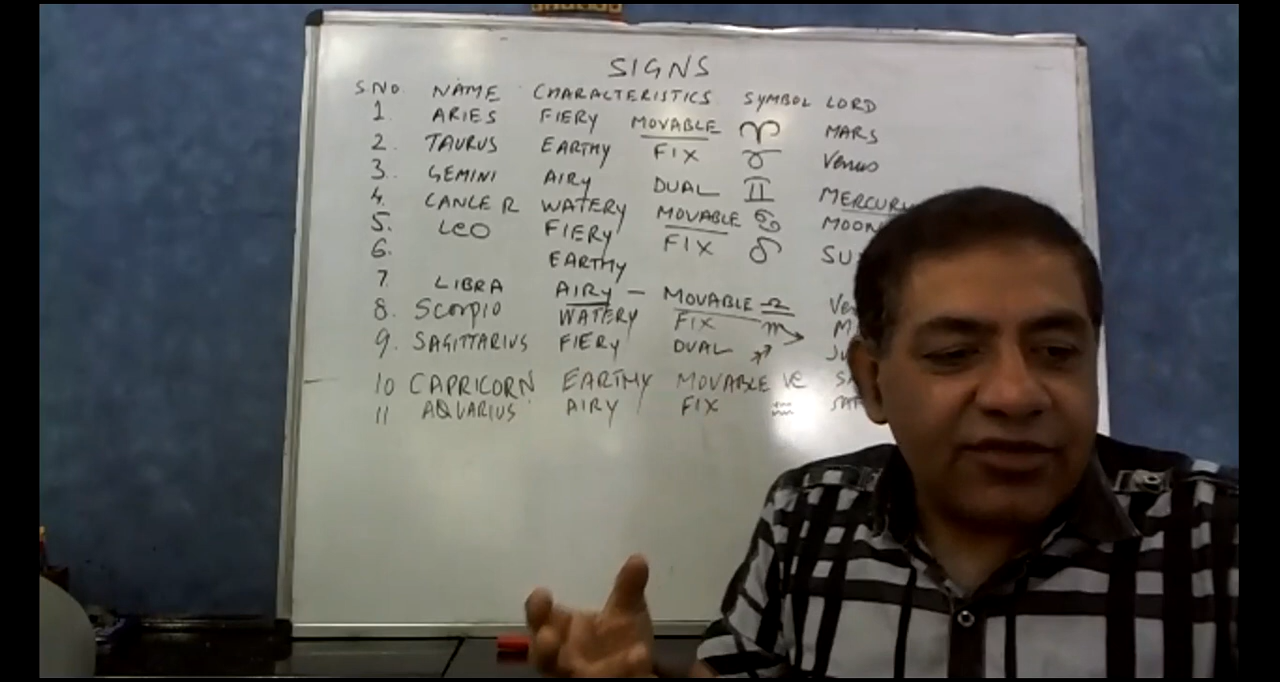 SIGNS
S.NO. NAME CHARACTERISTICS SYMBOL LORD
1. ARIES FIERY MOVABLE ♈ MARS
2. TAURUS EARTHY FIX ♉ Venus
3. GEMINI AIRY DUAL ♊ MERCURY
4. CANCER WATERY MOVABLE ♋ MOON
5. LEO FIERY FIX ♌
6. EARTHY
7. LIBRA AIRY – MOVABLE ♎
8. Scorpio WATERY FIX ♏
9. SAGITTARIUS FIERY DUAL ♐
10 CAPRICORN EARTHY MOVABLE ♑
11 AQUARIUS AIRY FIX ♒